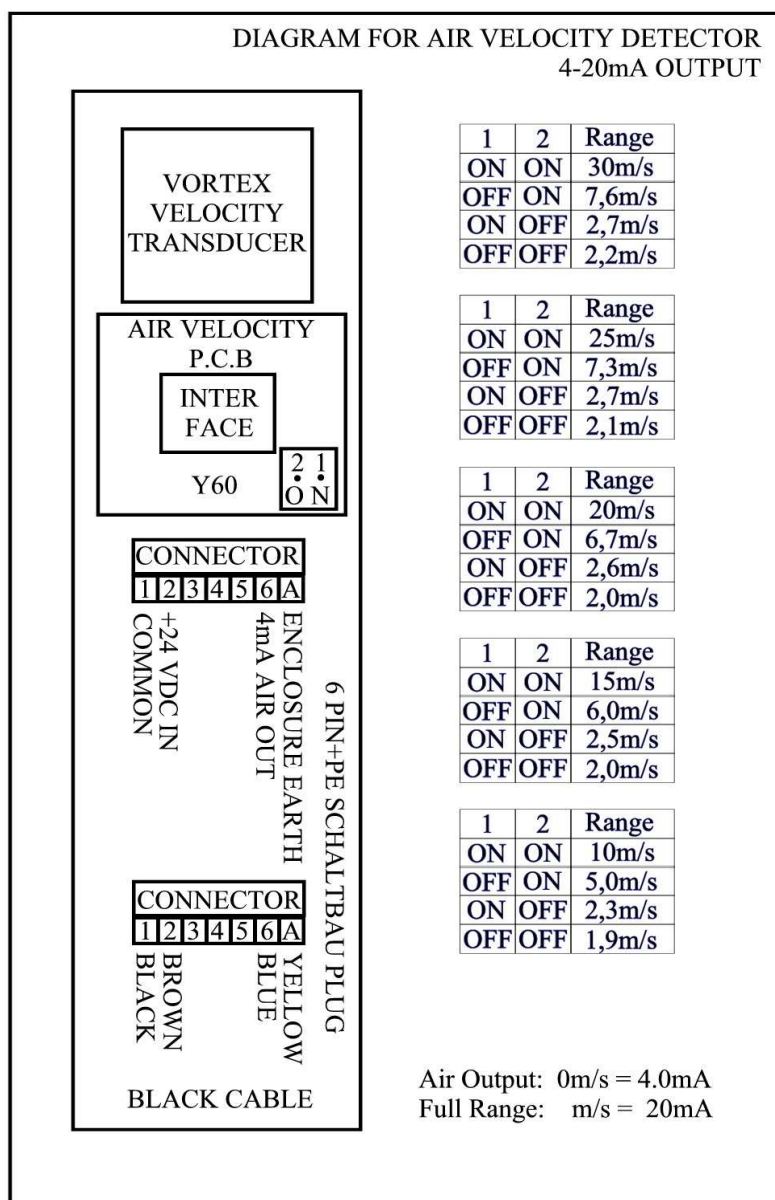 DIAGRAM FOR AIR VELOCITY DETECTOR
4-20mA OUTPUT
VORTEX
VELOCITY
TRANSDUCER
AIR VELOCITY
P.C.B
INTER
FACE
Y60
2 1
O N
CONNECTOR
1 2 3 4 5 6 A
COMMON
+24 VDC IN
4mA AIR OUT
ENCLOSURE EARTH
6 PIN+PE SCHALTBAU PLUG
CONNECTOR
1 2 3 4 5 6 A
BLACK
BROWN
BLUE
YELLOW
BLACK CABLE
1 2 Range
ON ON 30m/s
OFF ON 7,6m/s
ON OFF 2,7m/s
OFF OFF 2,2m/s
1 2 Range
ON ON 25m/s
OFF ON 7,3m/s
ON OFF 2,7m/s
OFF OFF 2,1m/s
1 2 Range
ON ON 20m/s
OFF ON 6,7m/s
ON OFF 2,6m/s
OFF OFF 2,0m/s
1 2 Range
ON ON 15m/s
OFF ON 6,0m/s
ON OFF 2,5m/s
OFF OFF 2,0m/s
1 2 Range
ON ON 10m/s
OFF ON 5,0m/s
ON OFF 2,3m/s
OFF OFF 1,9m/s
Air Output: 0m/s = 4.0mA
Full Range: m/s = 20mA